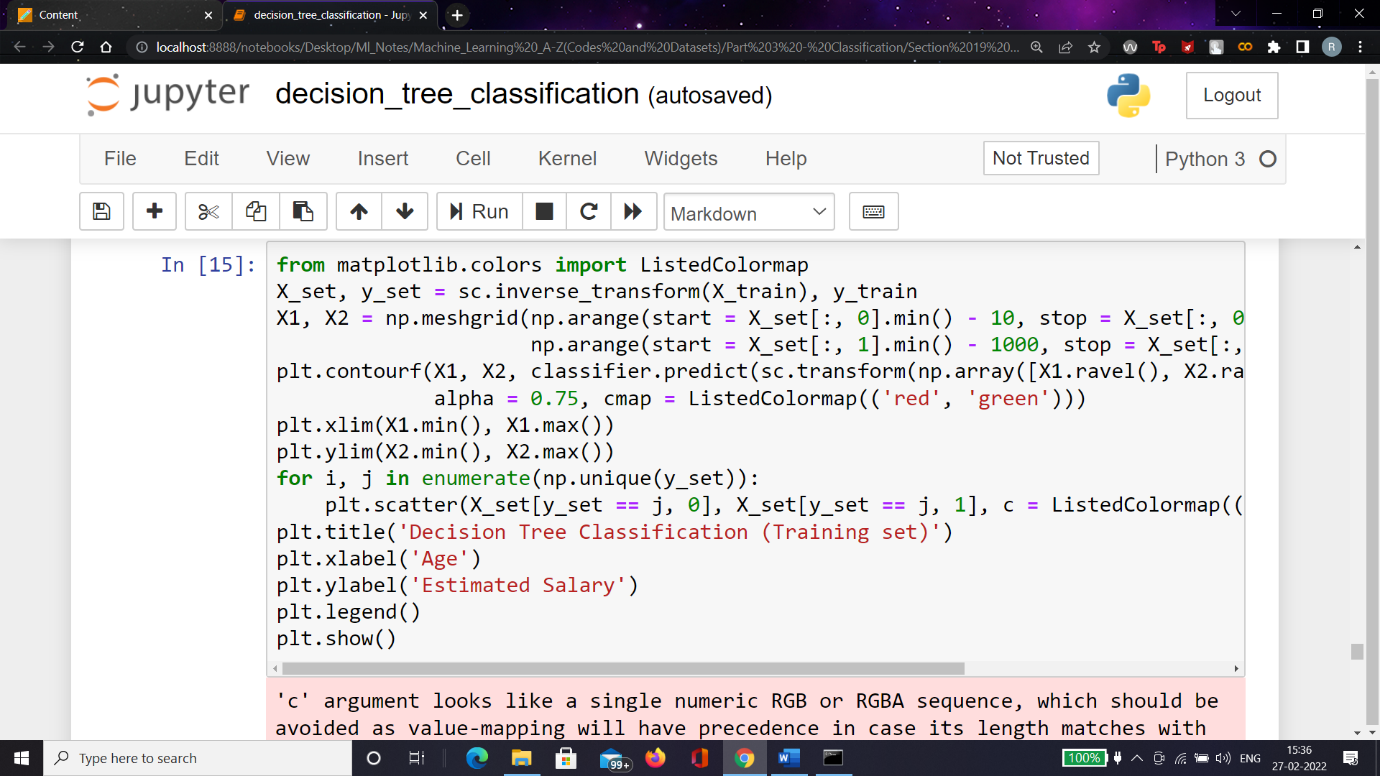 Content
decision_tree_classification - Jup
localhost:8888/notebooks/Desktop/Ml_Notes/Machine_Learning%20_A-Z(Codes%20and%20Datasets)/Part%203%20-%20Classification/Section%2019%20...
Tp
R
jupyter decision_tree_classification (autosaved)
Logout
File Edit View Insert Cell Kernel Widgets Help
Not Trusted
Python 3
Run
Markdown
In [15]:
from matplotlib.colors import ListedColormap
X_set, y_set = sc.inverse_transform(X_train), y_train
X1, X2 = np.meshgrid(np.arange(start = X_set[:, 0].min() - 10, stop = X_set[:, 0
np.arange(start = X_set[:, 1].min() - 1000, stop = X_set[:,
plt.contourf(X1, X2, classifier.predict(sc.transform(np.array([X1.ravel(), X2.ra
alpha = 0.75, cmap = ListedColormap(('red', 'green')))
plt.xlim(X1.min(), X1.max())
plt.ylim(X2.min(), X2.max())
for i, j in enumerate(np.unique(y_set)):
plt.scatter(X_set[y_set == j, 0], X_set[y_set == j, 1], c = ListedColormap((
plt.title('Decision Tree Classification (Training set)')
plt.xlabel('Age')
plt.ylabel('Estimated Salary')
plt.legend()
plt.show()
'c' argument looks like a single numeric RGB or RGBA sequence, which should be
avoided as value-mapping will have precedence in case its length matches with
Type here to search
99+
100%
ENG
15:36
27-02-2022